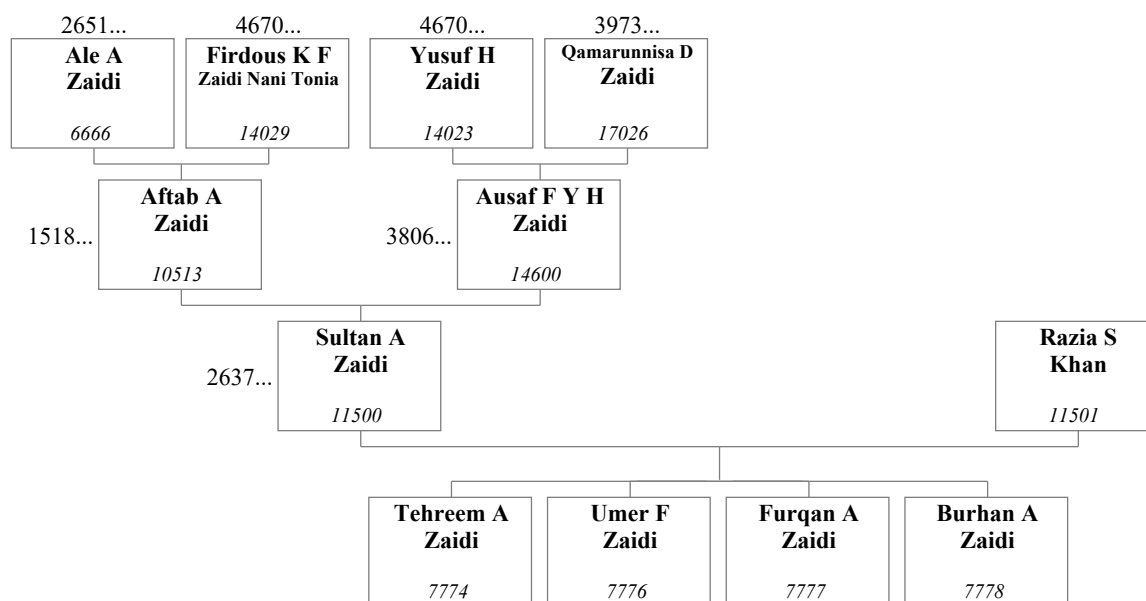 2651...
4670...
4670...
3973...
Ale A
Zaidi
6666
Firdous K F
Zaidi Nani Tonia
14029
Yusuf H
Zaidi
14023
Qamarunnisa D
Zaidi
17026
1518...
Aftab A
Zaidi
10513
3806...
Ausaf F Y H
Zaidi
14600
2637...
Sultan A
Zaidi
11500
Razia S
Khan
11501
Tehreem A
Zaidi
7774
Umer F
Zaidi
7776
Furqan A
Zaidi
7777
Burhan A
Zaidi
7778